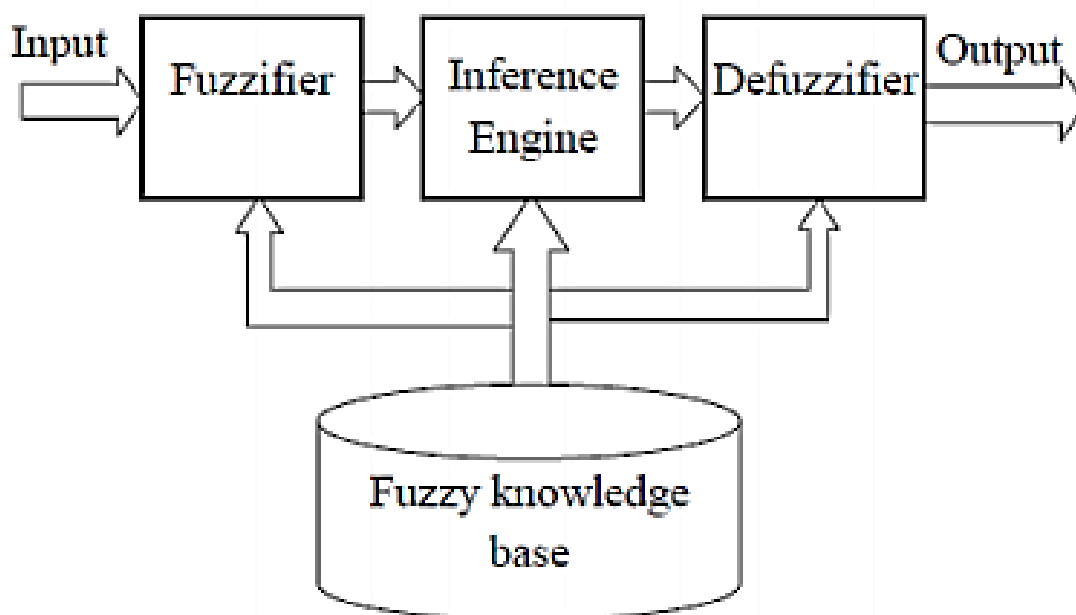 Input
Fuzzifier
Inference
Engine
Defuzzifier
Output
Fuzzy knowledge
base